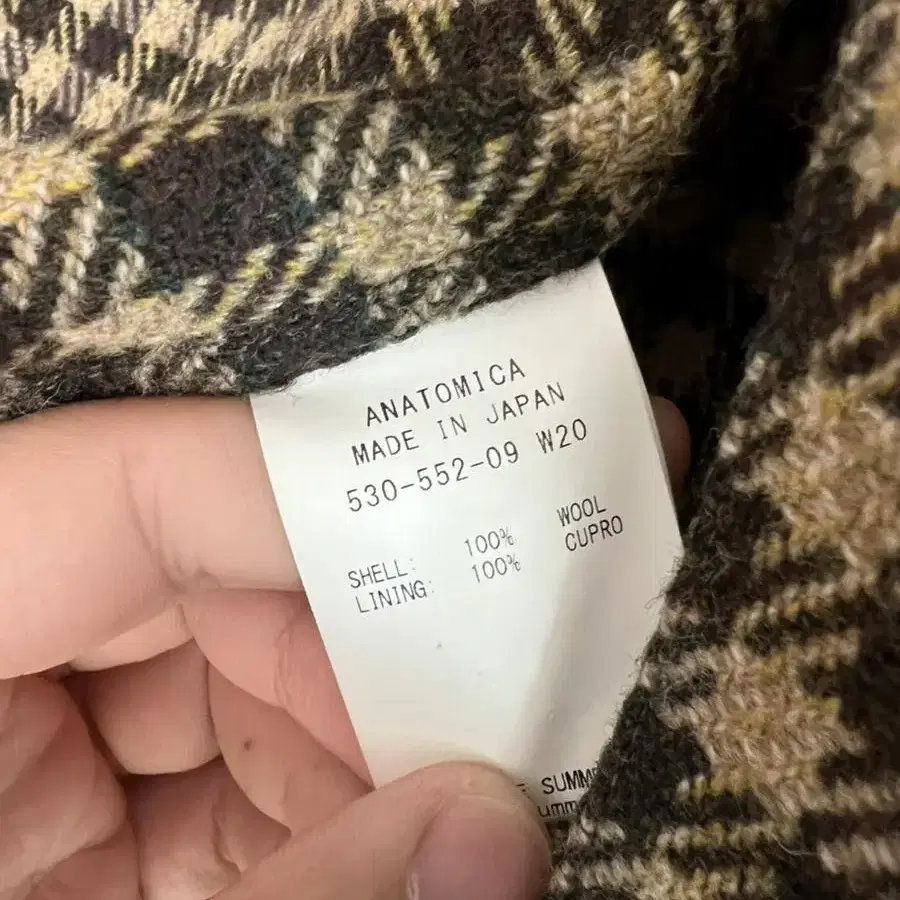 ANATOMICA
MADE IN JAPAN
530-552-09 W20
SHELL: 100% WOOL
LINING: 100% CUPRO